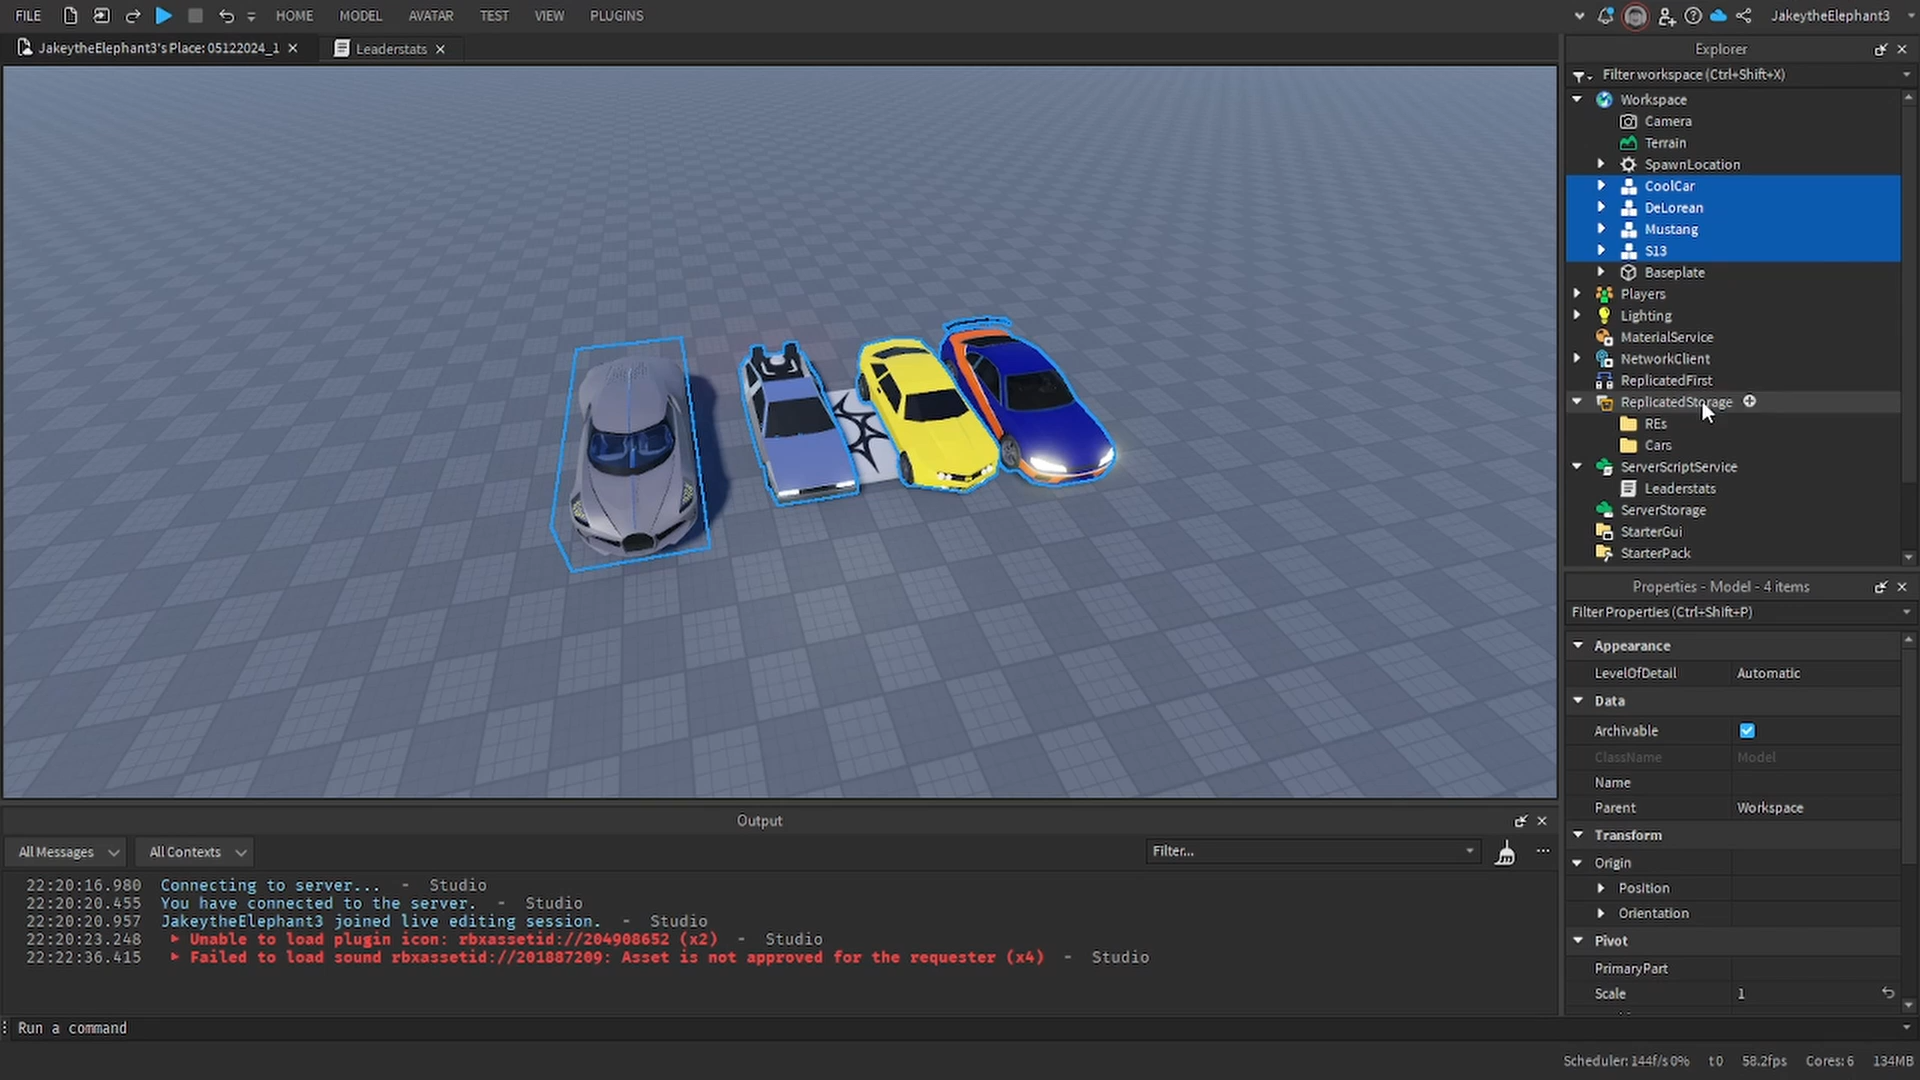 FILE HOME MODEL AVATAR TEST VIEW PLUGINS JakeytheElephant3
JakeytheElephant3's Place: 05122024_1 Leaderstats
Explorer
Filter workspace (Ctrl+Shift+X)
Workspace
Camera
Terrain
SpawnLocation
CoolCar
DeLorean
Mustang
S13
Baseplate
Players
Lighting
MaterialService
NetworkClient
ReplicatedFirst
ReplicatedStorage
REs
Cars
ServerScriptService
Leaderstats
ServerStorage
StarterGui
StarterPack
Properties - Model - 4 items
Filter Properties (Ctrl+Shift+P)
Appearance
LevelOfDetail Automatic
Data
Archivable
ClassName Model
Name
Parent Workspace
Transform
Origin
Position
Orientation
Pivot
PrimaryPart
Scale 1
Output
All Messages All Contexts Filter...
22:20:16.980 Connecting to server... - Studio
22:20:20.455 You have connected to the server. - Studio
22:20:20.957 JakeytheElephant3 joined live editing session. - Studio
22:20:23.248 Unable to load plugin icon: rbxassetid://204908652 (x2) - Studio
22:22:36.415 Failed to load sound rbxassetid://201887209: Asset is not approved for the requester (x4) - Studio
Run a command
Scheduler: 144f/s 0% t 0 58.2fps Cores: 6 134MB